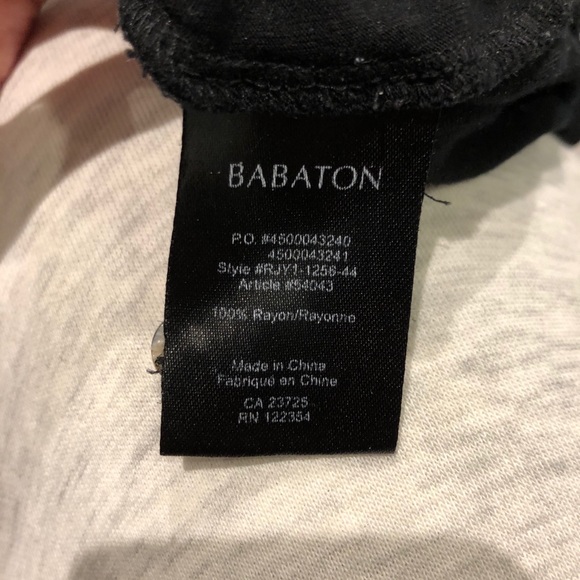 BABATON
P.O. #4500043240
4500043241
Style #RJY1-1256-44
Article #54043
100% Rayon/Rayonne
Made in China
Fabriqué en Chine
CA 23725
RN 122354